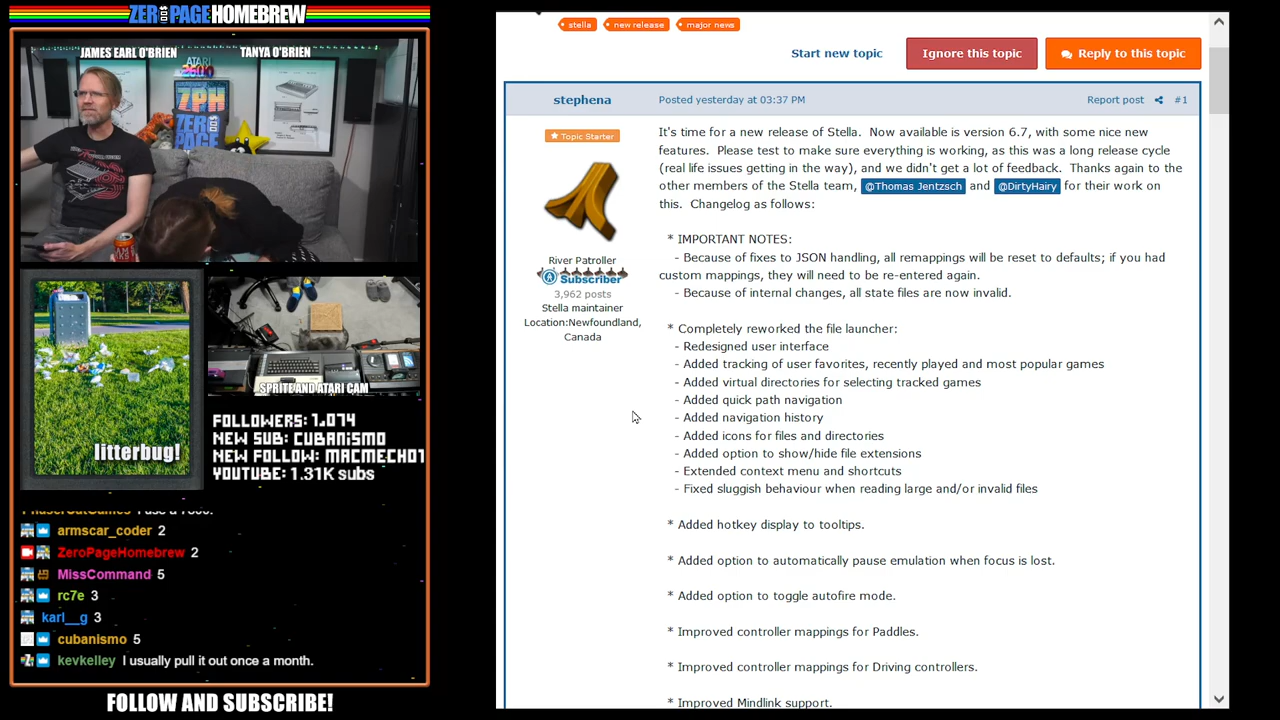 ZERO PAGE HOMEBREW
JAMES EARL O'BRIEN
TANYA O'BRIEN
ATARI
2600
ZPH
ZERO
PAGE
litterbug!
SPRITE AND ATARI CAM
FOLLOWERS: 1,074
NEW SUB: CUBANISMO
NEW FOLLOW: MACMECH01
YOUTUBE: 1.31K subs
armscar_coder 2
ZeroPageHomebrew 2
MissCommand 5
rc7e 3
karl__g 3
cubanismo 5
kevkelley I usually pull it out once a month.
FOLLOW AND SUBSCRIBE!
stella
new release
major news
Start new topic
Ignore this topic
Reply to this topic
stephena
Posted yesterday at 03:37 PM
Report post
#1
Topic Starter
River Patroller
Subscriber
3,962 posts
Stella maintainer
Location:Newfoundland,
Canada
It's time for a new release of Stella. Now available is version 6.7, with some nice new
features. Please test to make sure everything is working, as this was a long release cycle
(real life issues getting in the way), and we didn't get a lot of feedback. Thanks again to the
other members of the Stella team, @Thomas Jentzsch and @DirtyHairy for their work on
this. Changelog as follows:
* IMPORTANT NOTES:
- Because of fixes to JSON handling, all remappings will be reset to defaults; if you had
custom mappings, they will need to be re-entered again.
- Because of internal changes, all state files are now invalid.
* Completely reworked the file launcher:
- Redesigned user interface
- Added tracking of user favorites, recently played and most popular games
- Added virtual directories for selecting tracked games
- Added quick path navigation
- Added navigation history
- Added icons for files and directories
- Added option to show/hide file extensions
- Extended context menu and shortcuts
- Fixed sluggish behaviour when reading large and/or invalid files
* Added hotkey display to tooltips.
* Added option to automatically pause emulation when focus is lost.
* Added option to toggle autofire mode.
* Improved controller mappings for Paddles.
* Improved controller mappings for Driving controllers.
* Improved Mindlink support.